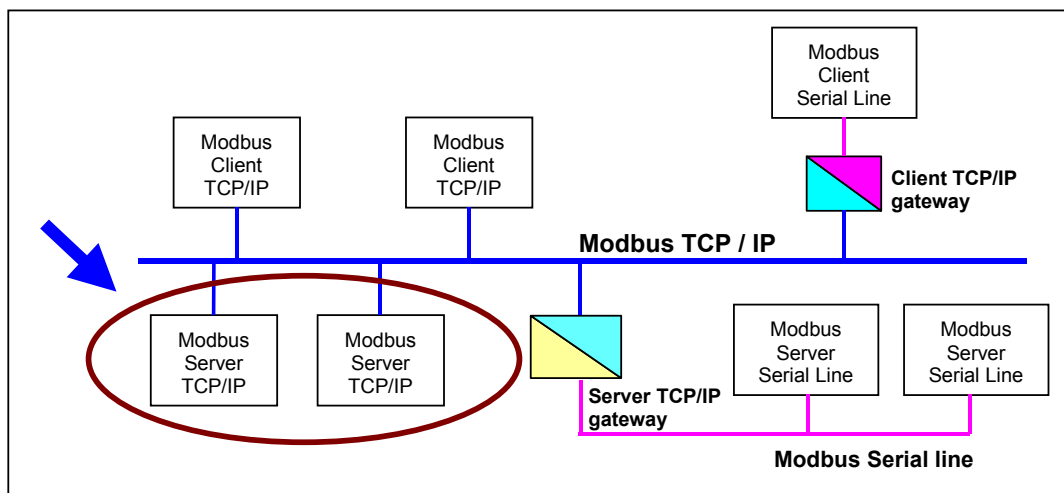 Modbus
Client
Serial Line
Modbus
Client
TCP/IP
Modbus
Client
TCP/IP
Client TCP/IP
gateway
Modbus TCP / IP
Modbus
Server
TCP/IP
Modbus
Server
TCP/IP
Modbus
Server
Serial Line
Modbus
Server
Serial Line
Server TCP/IP
gateway
Modbus Serial line